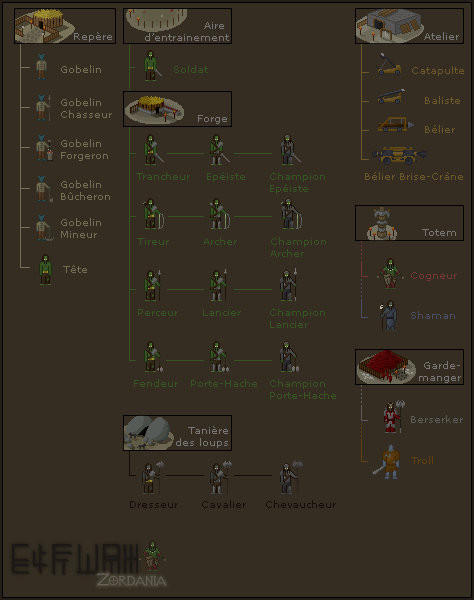 Repère
Gobelin
Gobelin
Chasseur
Gobelin
Forgeron
Gobelin
Bûcheron
Gobelin
Mineur
Tête
Aire
d'entrainement
Soldat
Forge
Trancheur
Epéiste
Champion
Epéiste
Tireur
Archer
Champion
Archer
Perceur
Lancier
Champion
Lancier
Fendeur
Porte-Hache
Champion
Porte-Hache
Tanière
des loups
Dresseur
Cavalier
Chevaucheur
Atelier
Catapulte
Baliste
Bélier
Bélier Brise-Crâne
Totem
Cogneur
Shaman
Garde-
manger
Berserker
Troll
Zordania